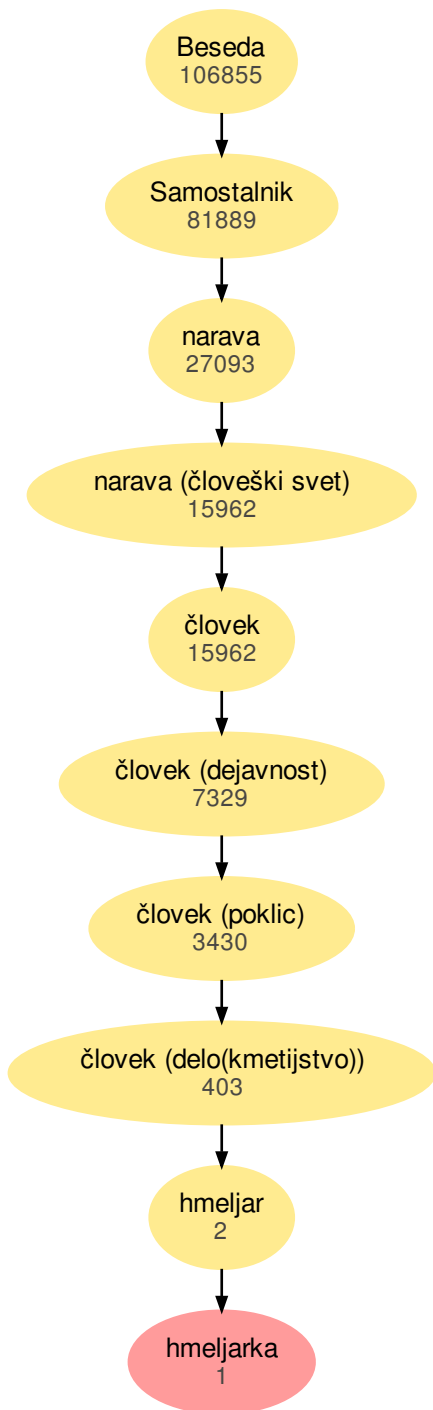 Beseda
106855
Samostalnik
81889
narava
27093
narava (človeški svet)
15962
človek
15962
človek (dejavnost)
7329
človek (poklic)
3430
človek (delo(kmetijstvo))
403
hmeljar
2
hmeljarka
1